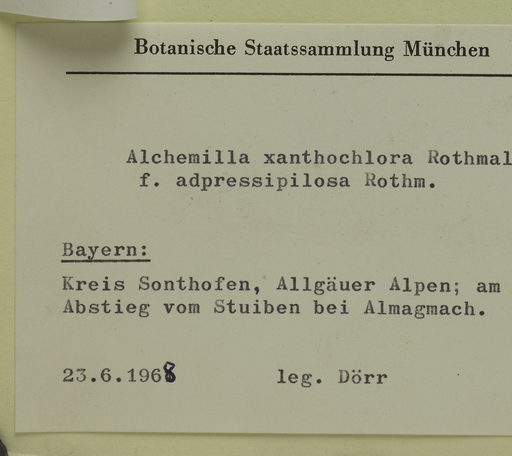 Botanische Staatssammlung München
Alchemilla xanthochlora Rothmal
f. adpressipilosa Rothm.
Bayern:
Kreis Sonthofen, Allgäuer Alpen; am
Abstieg vom Stuiben bei Almagmach.
23.6.1968 leg. Dörr